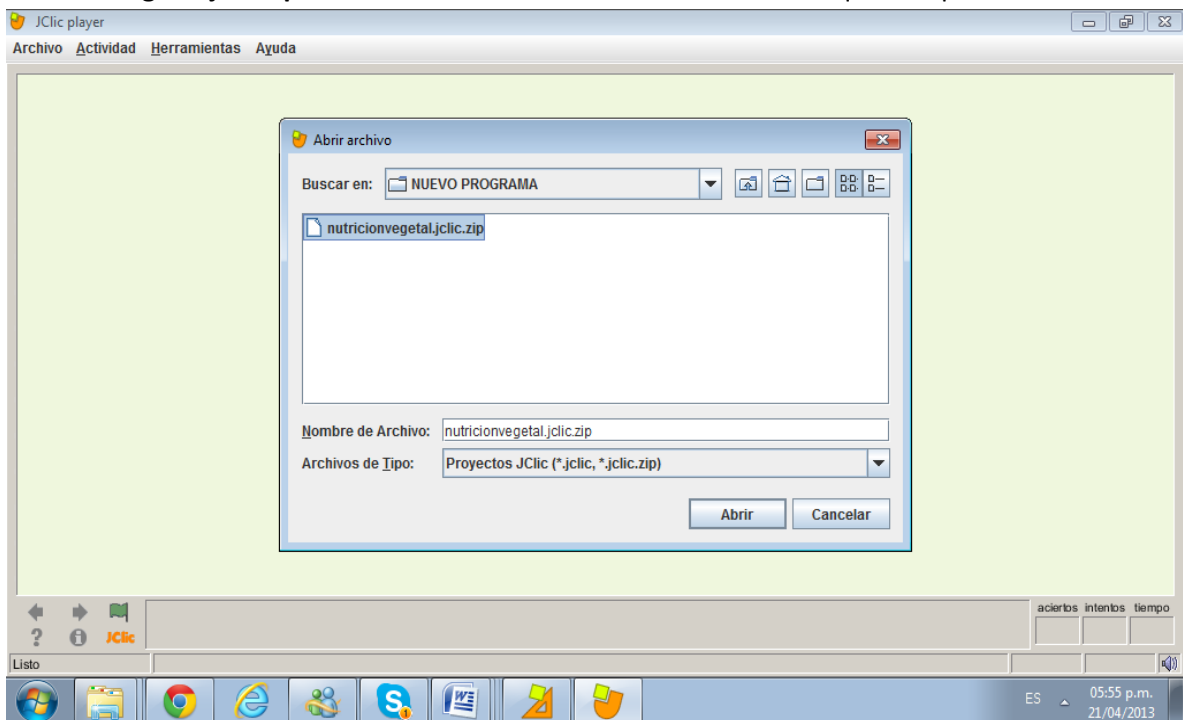 JClic player
Archivo Actividad Herramientas Ayuda
Abrir archivo
Buscar en: NUEVO PROGRAMA
nutricionvegetal.jclic.zip
Nombre de Archivo: nutricionvegetal.jclic.zip
Archivos de Tipo: Proyectos JClic (*.jclic, *.jclic.zip)
Abrir Cancelar
aciertos intentos tiempo
JClic
Listo
ES 05:55 p.m.
21/04/2013